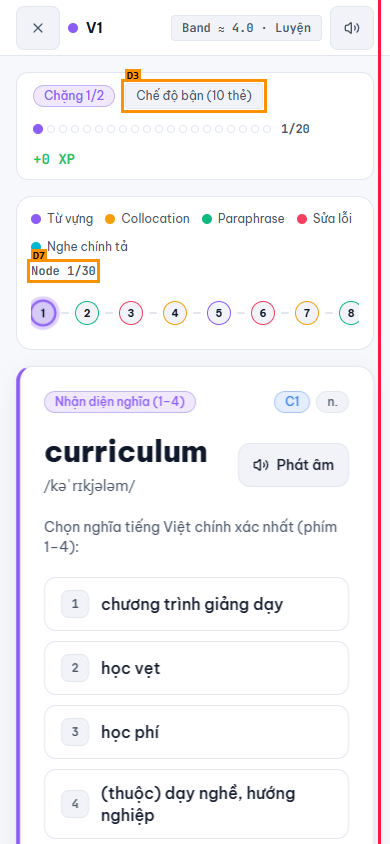 V1
Band ≈ 4.0 · Luyện
D3
Chặng 1/2
Chế độ bận (10 thẻ)
1/20
+0 XP
Từ vựng
Collocation
Paraphrase
Sửa lỗi
Nghe chính tả
D7
Node 1/30
1 2 3 4 5 6 7 8
Nhận diện nghĩa (1–4)
C1
n.
curriculum
Phát âm
/kəˈrɪkjələm/
Chọn nghĩa tiếng Việt chính xác nhất (phím
1–4):
1 chương trình giảng dạy
2 học vẹt
3 học phí
4 (thuộc) dạy nghề, hướng
nghiệp